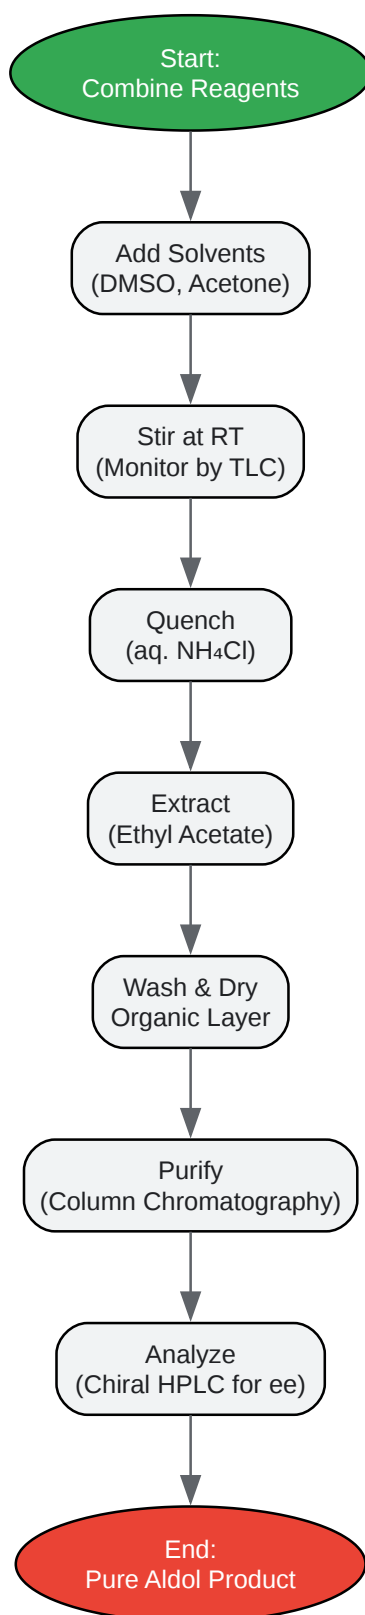 Start:
Combine Reagents
Add Solvents
(DMSO, Acetone)
Stir at RT
(Monitor by TLC)
Quench
(aq. NH₄Cl)
Extract
(Ethyl Acetate)
Wash & Dry
Organic Layer
Purify
(Column Chromatography)
Analyze
(Chiral HPLC for ee)
End:
Pure Aldol Product